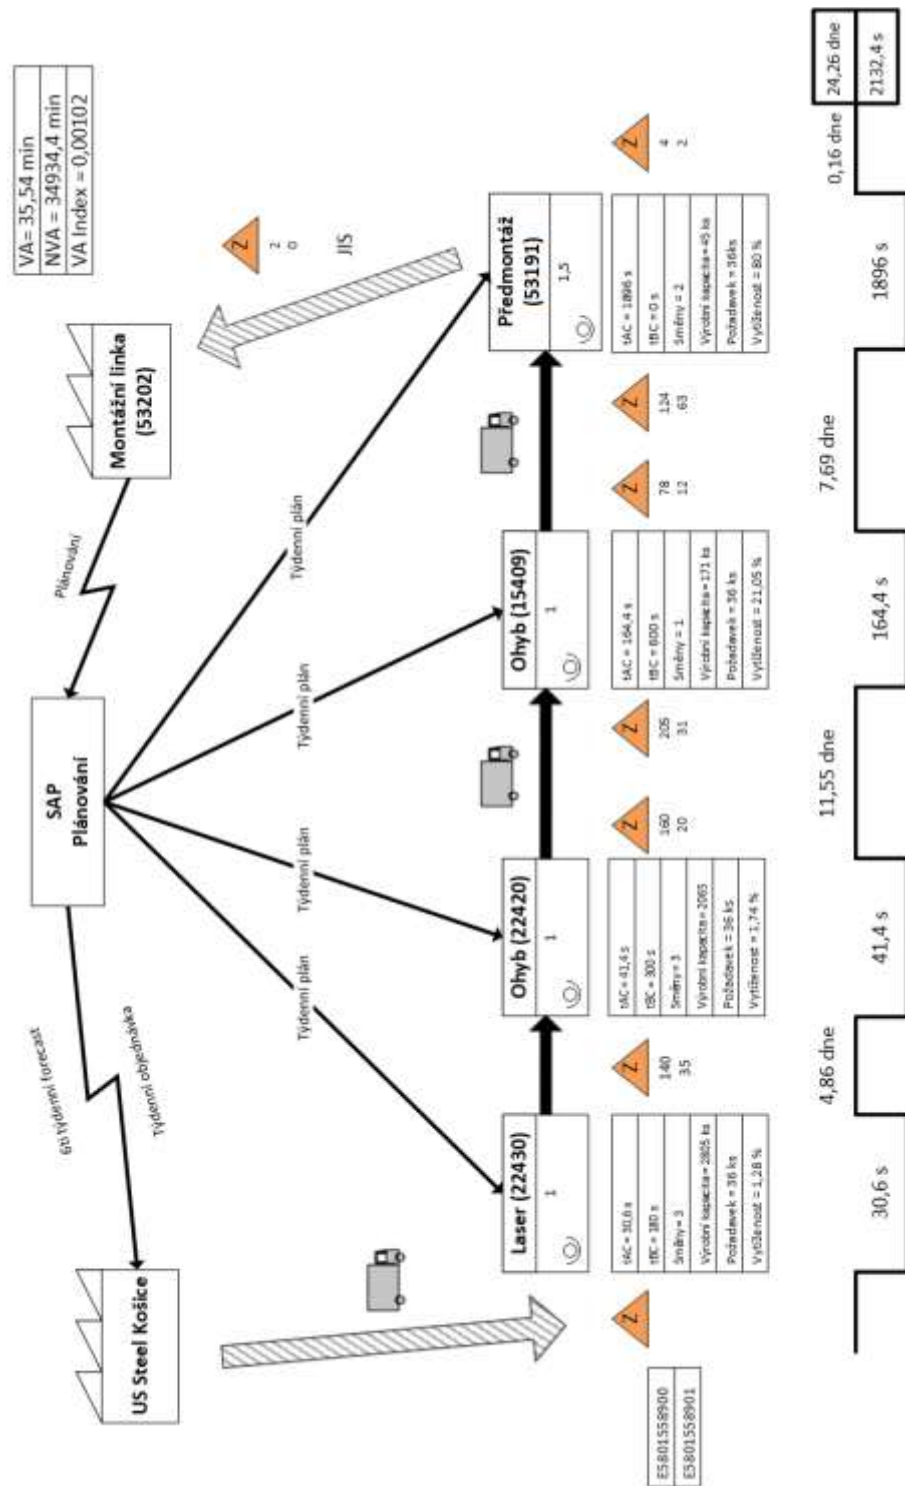 VA= 35,54 min
NVA = 34934,4 min
VA Index = 0,00102
US Steel Košice
6ti týdenní forecast
Týdenní objednávka
SAP
Plánování
Plánování
Montážní linka
(53202)
Z
2
0
JIS
Týdenní plán
Týdenní plán
Týdenní plán
Týdenní plán
E5801558900
E5801558901
Z
Laser (22430)
1
tAC = 30,6 s
tBC = 180 s
Směny = 3
Výrobní kapacita = 2805 ks
Požadavek = 36 ks
Vytíženost = 1,28 %
Z
140
35
Ohyb (22420)
1
tAC = 41,4 s
tBC = 300 s
Směny = 3
Výrobní kapacita = 2065
Požadavek = 36 ks
Vytíženost = 1,74 %
Z
160
20
Z
205
31
Ohyb (15409)
1
tAC = 164,4 s
tBC = 600 s
Směny = 1
Výrobní kapacita = 171 ks
Požadavek = 36 ks
Vytíženost = 21,05 %
Z
78
12
Z
124
63
Předmontáž
(53191)
1,5
tAC = 1896 s
tBC = 0 s
Směny = 2
Výrobní kapacita = 45 ks
Požadavek = 36ks
Vytíženost = 80 %
Z
4
2
30,6 s
4,86 dne
41,4 s
11,55 dne
164,4 s
7,69 dne
1896 s
0,16 dne
24,26 dne
2132,4 s